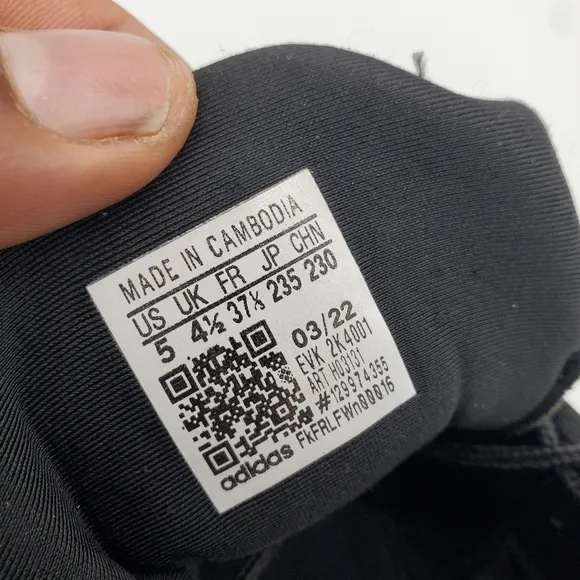 MADE IN CAMBODIA
US UK FR JP CHN
5 4½ 37⅓ 235 230
03/22
EVK 2K4001
ART H03131
#129974355
FkFRLFWnQ0016
adidas